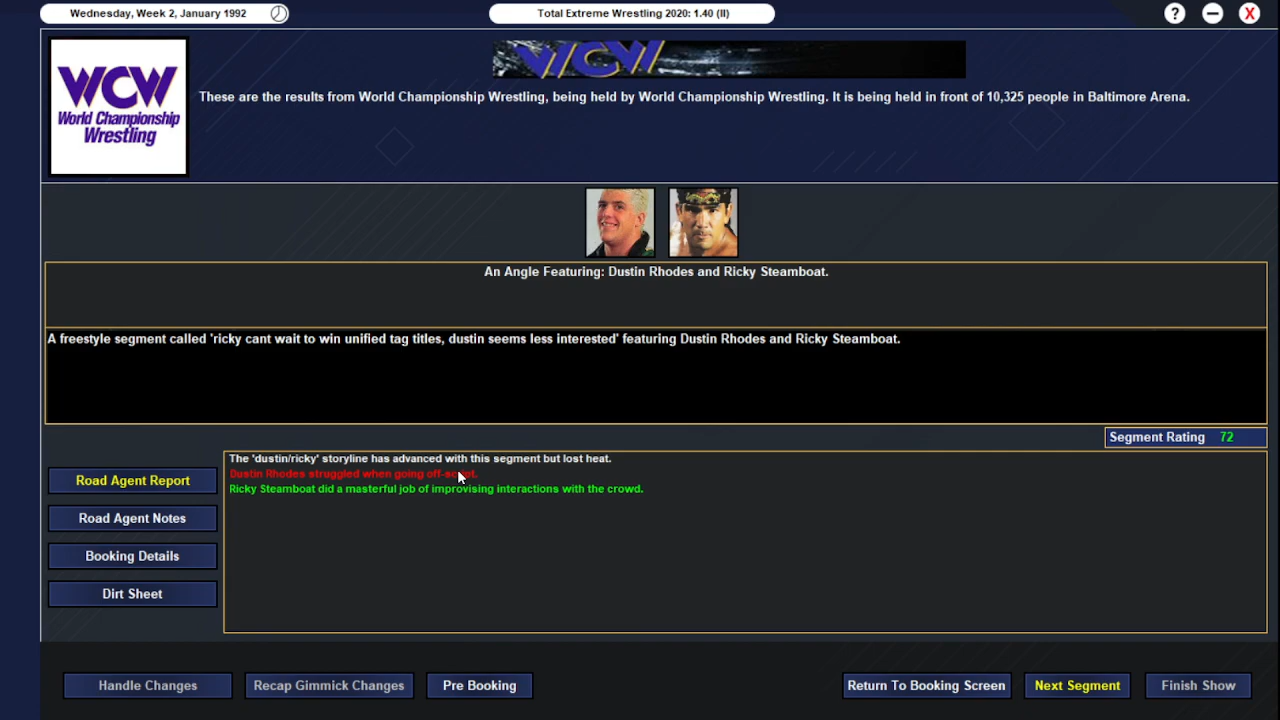 Wednesday, Week 2, January 1992
Total Extreme Wrestling 2020: 1.40 (II)
?
X
WCW
World Championship
Wrestling
WCW
These are the results from World Championship Wrestling, being held by World Championship Wrestling. It is being held in front of 10,325 people in Baltimore Arena.
An Angle Featuring: Dustin Rhodes and Ricky Steamboat.
A freestyle segment called 'ricky cant wait to win unified tag titles, dustin seems less interested' featuring Dustin Rhodes and Ricky Steamboat.
Segment Rating 72
The 'dustin/ricky' storyline has advanced with this segment but lost heat.
Dustin Rhodes struggled when going off-script.
Ricky Steamboat did a masterful job of improvising interactions with the crowd.
Road Agent Report
Road Agent Notes
Booking Details
Dirt Sheet
Handle Changes
Recap Gimmick Changes
Pre Booking
Return To Booking Screen
Next Segment
Finish Show